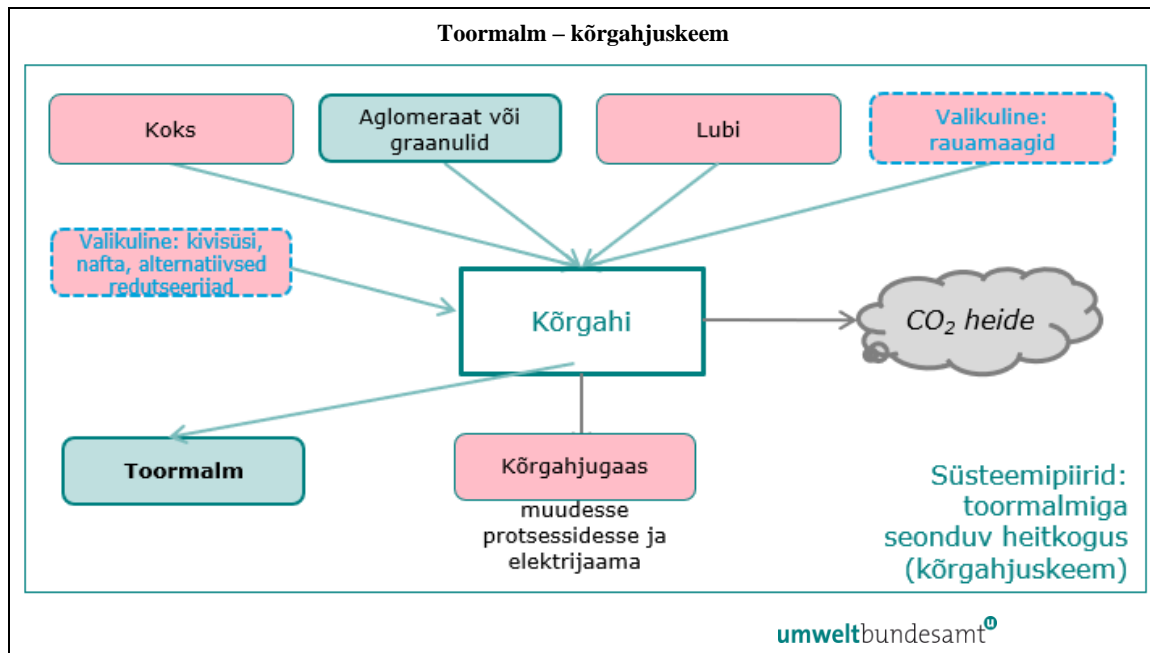 Toormalm – kõrgahjuskeem
Koks
Aglomeraat või
graanulid
Lubi
Valikuline:
rauamaagid
Valikuline: kivisüsi,
nafta, alternatiivsed
redutseerijad
Kõrgahi
CO₂ heide
Toormalm
Kõrgahjugaas
muudesse
protsessidesse ja
elektrijaama
Süsteemipiirid:
toormalmiga
seonduv heitkogus
(kõrgahjuskeem)
umweltbundesamt u